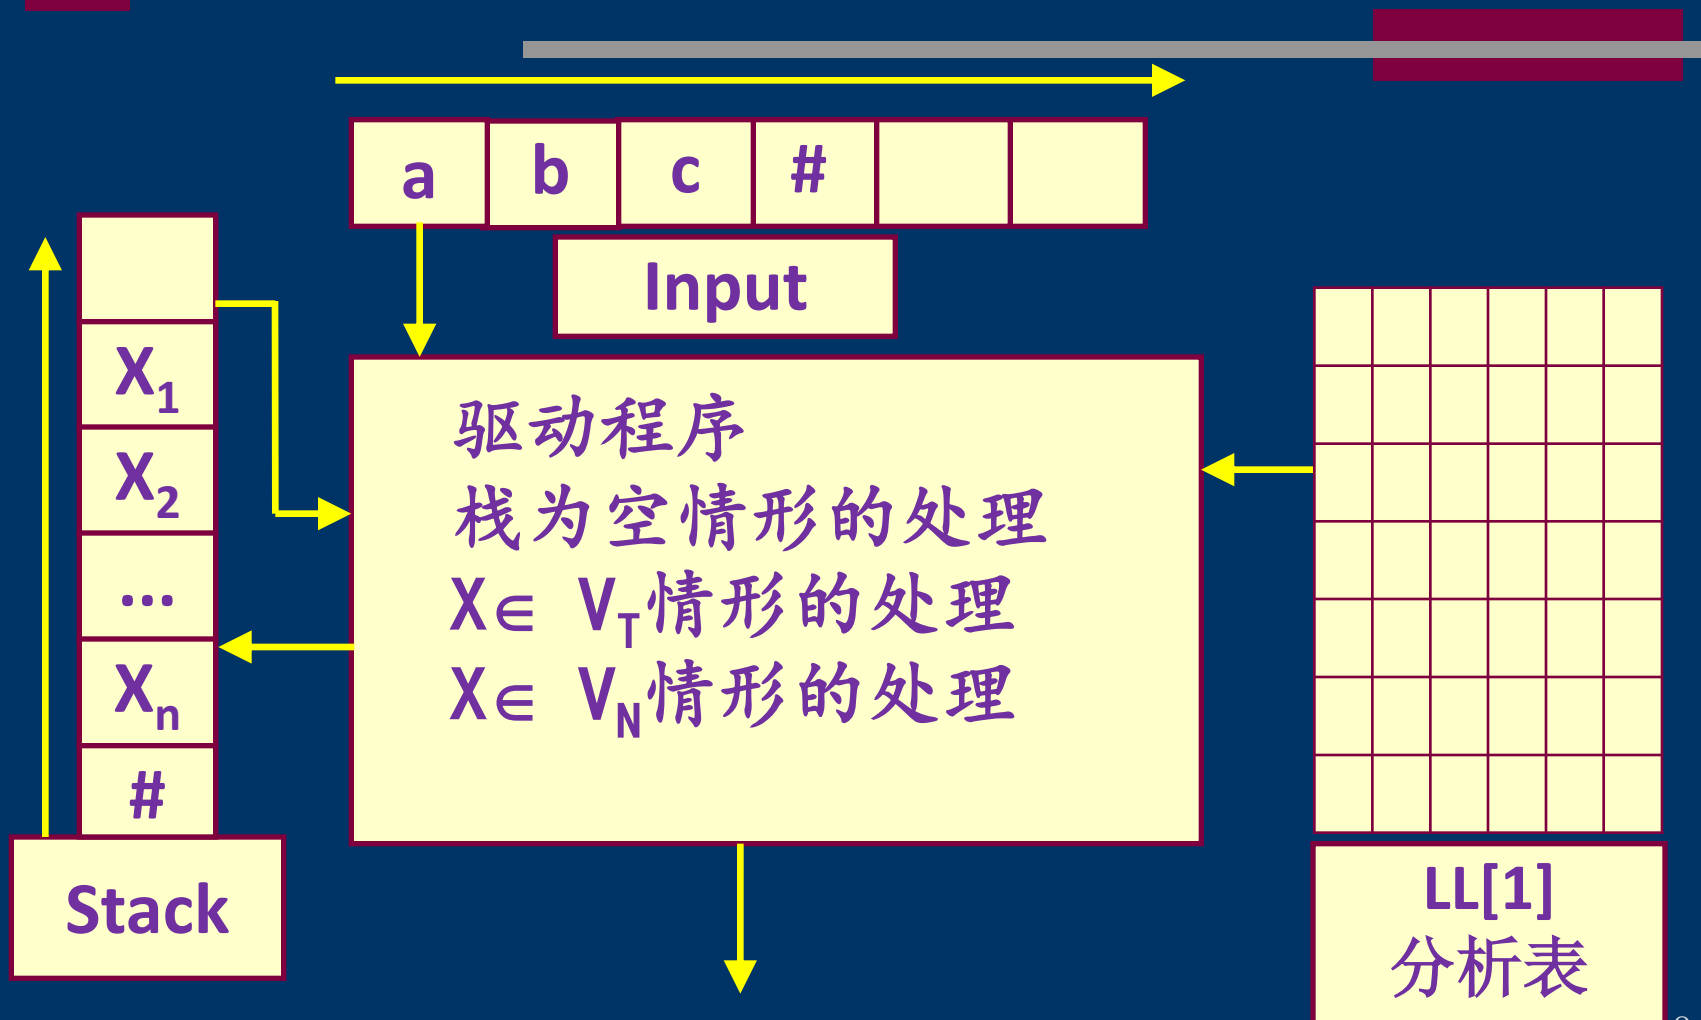 a b c #
Input
X1
X2
…
Xn
#
Stack
驱动程序
栈为空情形的处理
X∈ VT情形的处理
X∈ VN情形的处理
LL[1]
分析表